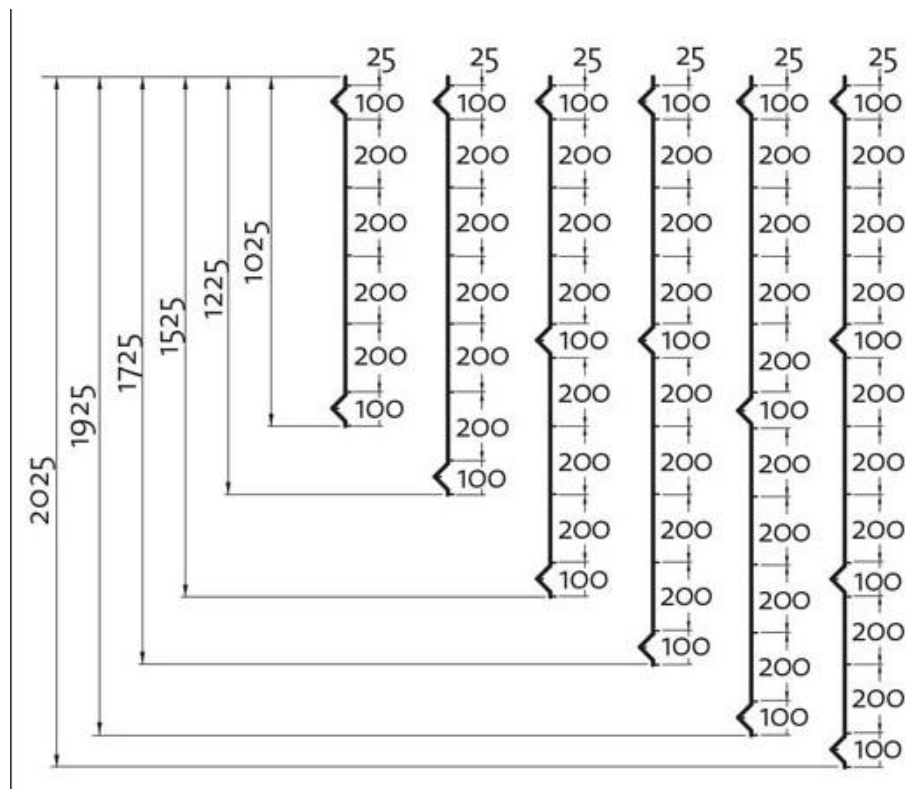 25 25 25 25 25 25
100 100 100 100 100 100
200 200 200 200 200 200
200 200 200 200 200 200
200 200 200 200 200 200
200 200 100 100 200 100
100 200 200 200 100 200
100 200 200 200 200
200 200 200 200
100 200 200 100
100 200 200
100 200
100
2025
1925
1725
1525
1225
1025